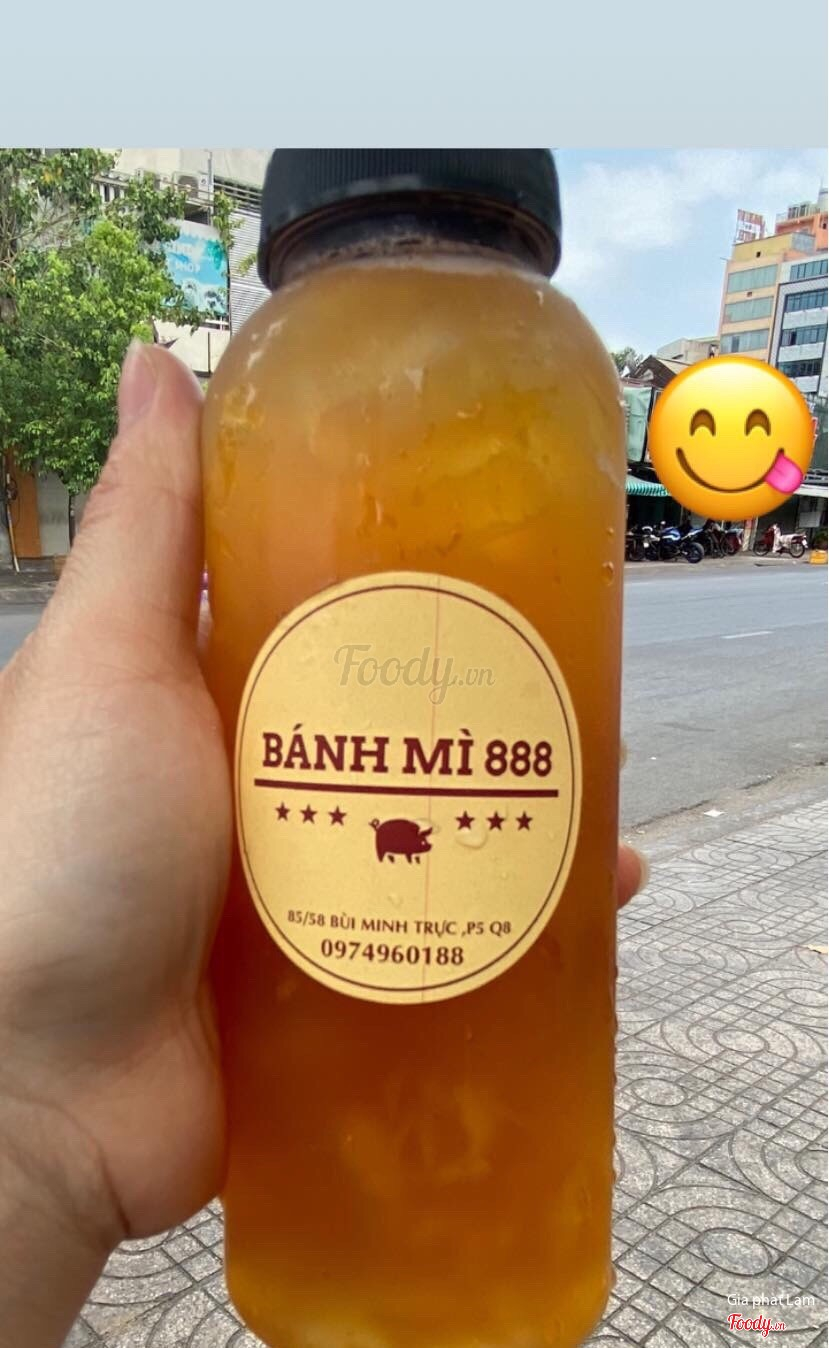 Foody.vn
BÁNH MÌ 888
85/58 BÙI MINH TRỰC ,P5 Q8
0974960188
Gia phat Lam
Foody.vn